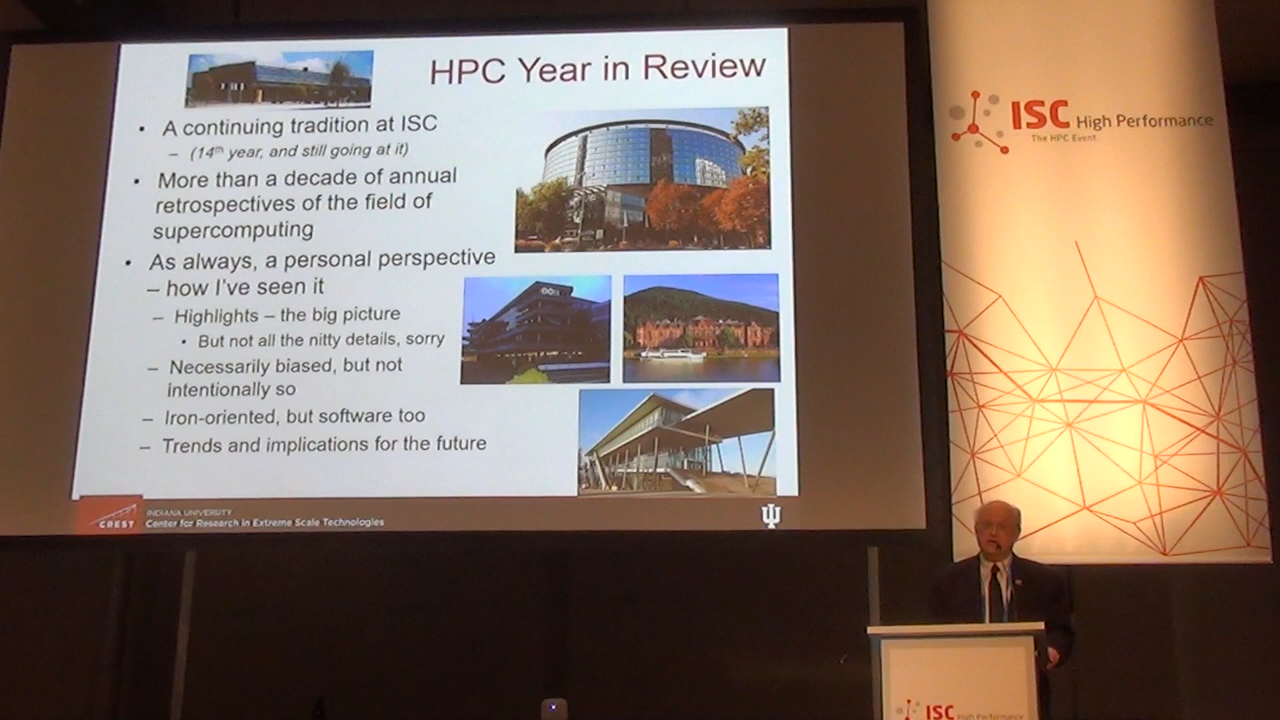 HPC Year in Review
• A continuing tradition at ISC
– (14th year, and still going at it)
• More than a decade of annual
retrospectives of the field of
supercomputing
• As always, a personal perspective
– how I've seen it
– Highlights – the big picture
• But not all the nitty details, sorry
– Necessarily biased, but not
intentionally so
– Iron-oriented, but software too
– Trends and implications for the future
CREST
INDIANA UNIVERSITY
Center for Research in Extreme Scale Technologies
ISC High Performance
The HPC Event.
ISC High Performance